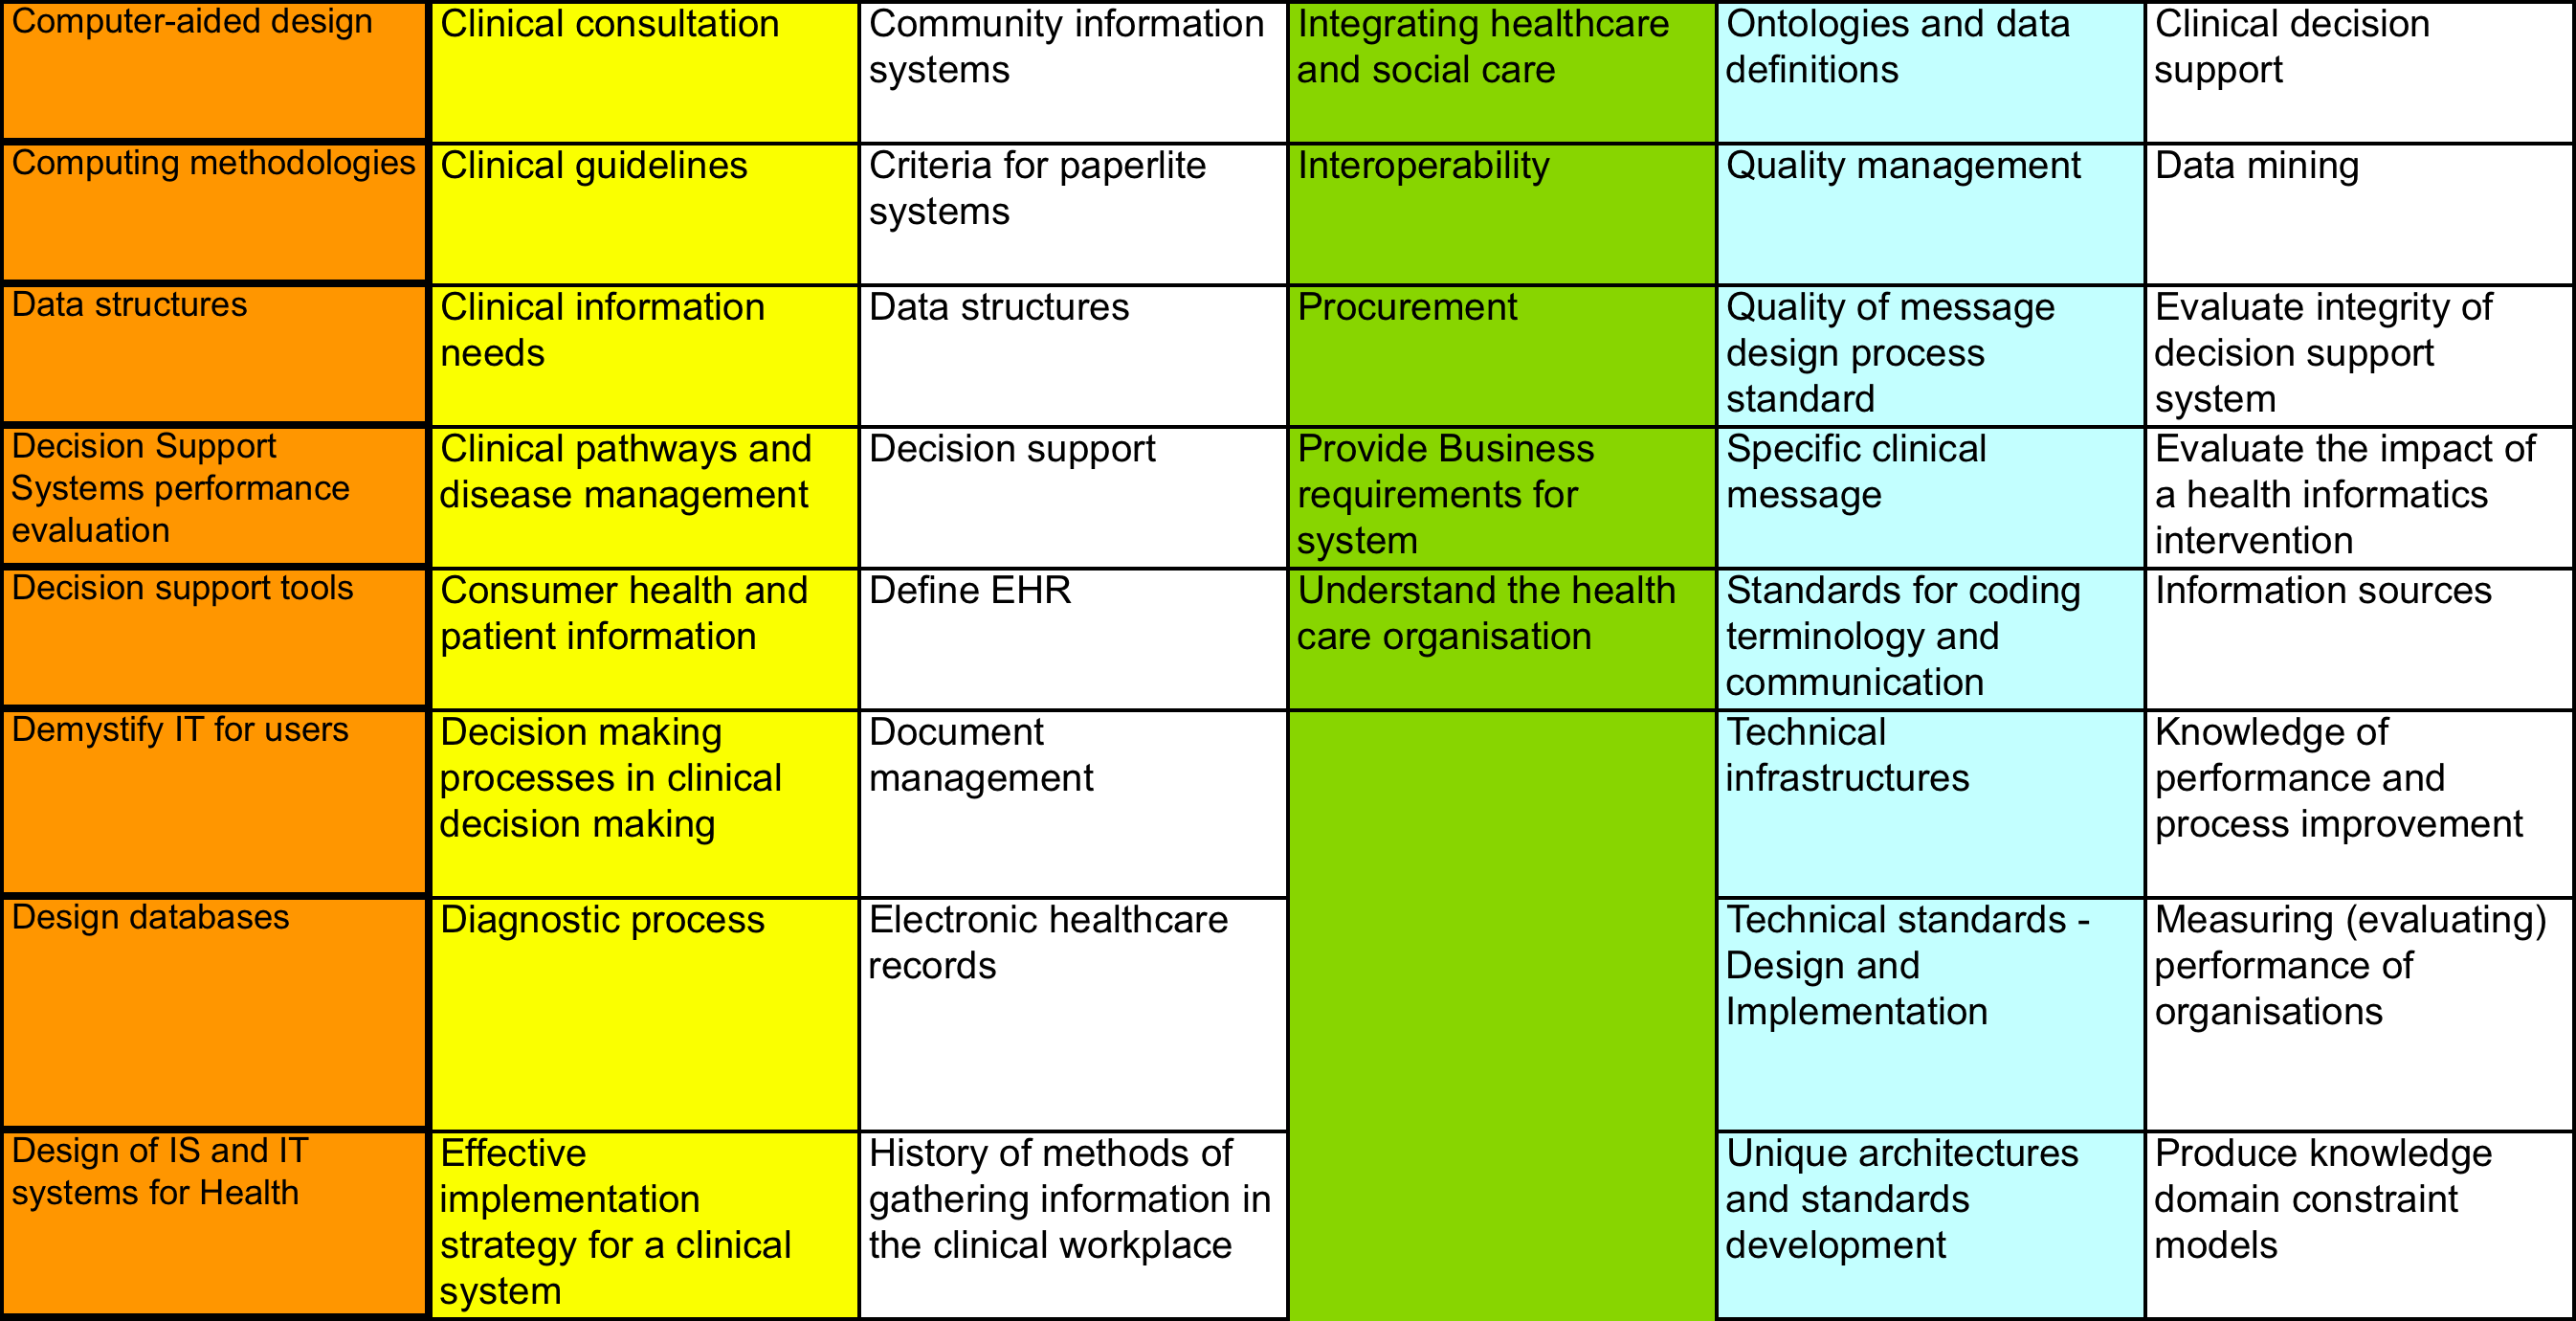 Computer-aided design
Clinical consultation
Community information
systems
Integrating healthcare
and social care
Ontologies and data
definitions
Clinical decision
support
Computing methodologies
Clinical guidelines
Criteria for paperlite
systems
Interoperability
Quality management
Data mining
Data structures
Clinical information
needs
Data structures
Procurement
Quality of message
design process
standard
Evaluate integrity of
decision support
system
Decision Support
Systems performance
evaluation
Clinical pathways and
disease management
Decision support
Provide Business
requirements for
system
Specific clinical
message
Evaluate the impact of
a health informatics
intervention
Decision support tools
Consumer health and
patient information
Define EHR
Understand the health
care organisation
Standards for coding
terminology and
communication
Information sources
Demystify IT for users
Decision making
processes in clinical
decision making
Document
management
Technical
infrastructures
Knowledge of
performance and
process improvement
Design databases
Diagnostic process
Electronic healthcare
records
Technical standards -
Design and
Implementation
Measuring (evaluating)
performance of
organisations
Design of IS and IT
systems for Health
Effective
implementation
strategy for a clinical
system
History of methods of
gathering information in
the clinical workplace
Unique architectures
and standards
development
Produce knowledge
domain constraint
models